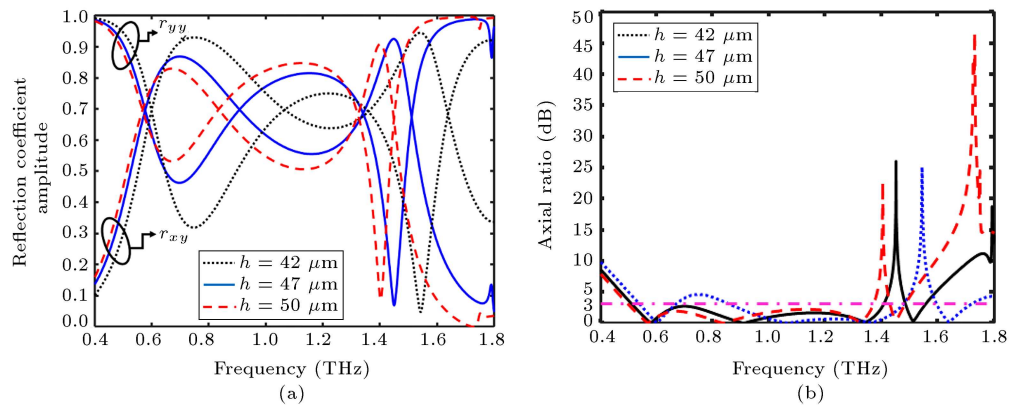 Reflection coefficient
amplitude
1.0
0.9
0.8
0.7
0.6
0.5
0.4
0.3
0.2
0.1
0.0
r_yy
r_xy
h = 42 μm
h = 47 μm
h = 50 μm
0.4 0.6 0.8 1.0 1.2 1.4 1.6 1.8
Frequency (THz)
(a)
Axial ratio (dB)
50
45
40
35
30
25
20
15
10
5
3
0
h = 42 μm
h = 47 μm
h = 50 μm
0.4 0.6 0.8 1.0 1.2 1.4 1.6 1.8
Frequency (THz)
(b)